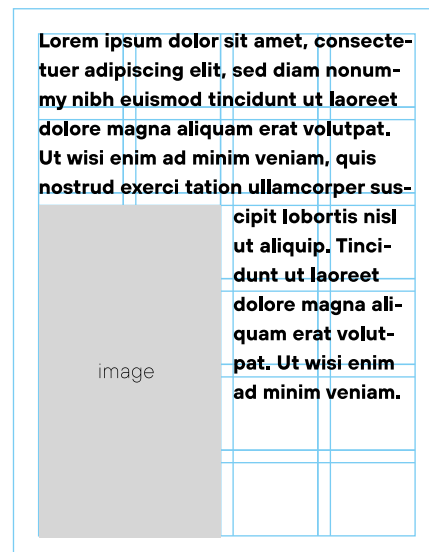 Lorem ipsum dolor sit amet, consecte-
tuer adipiscing elit, sed diam nonum-
my nibh euismod tincidunt ut laoreet
dolore magna aliquam erat volutpat.
Ut wisi enim ad minim veniam, quis
nostrud exerci tation ullamcorper sus-
cipit lobortis nisl
ut aliquip. Tinci-
dunt ut laoreet
dolore magna ali-
quam erat volut-
pat. Ut wisi enim
ad minim veniam.
image